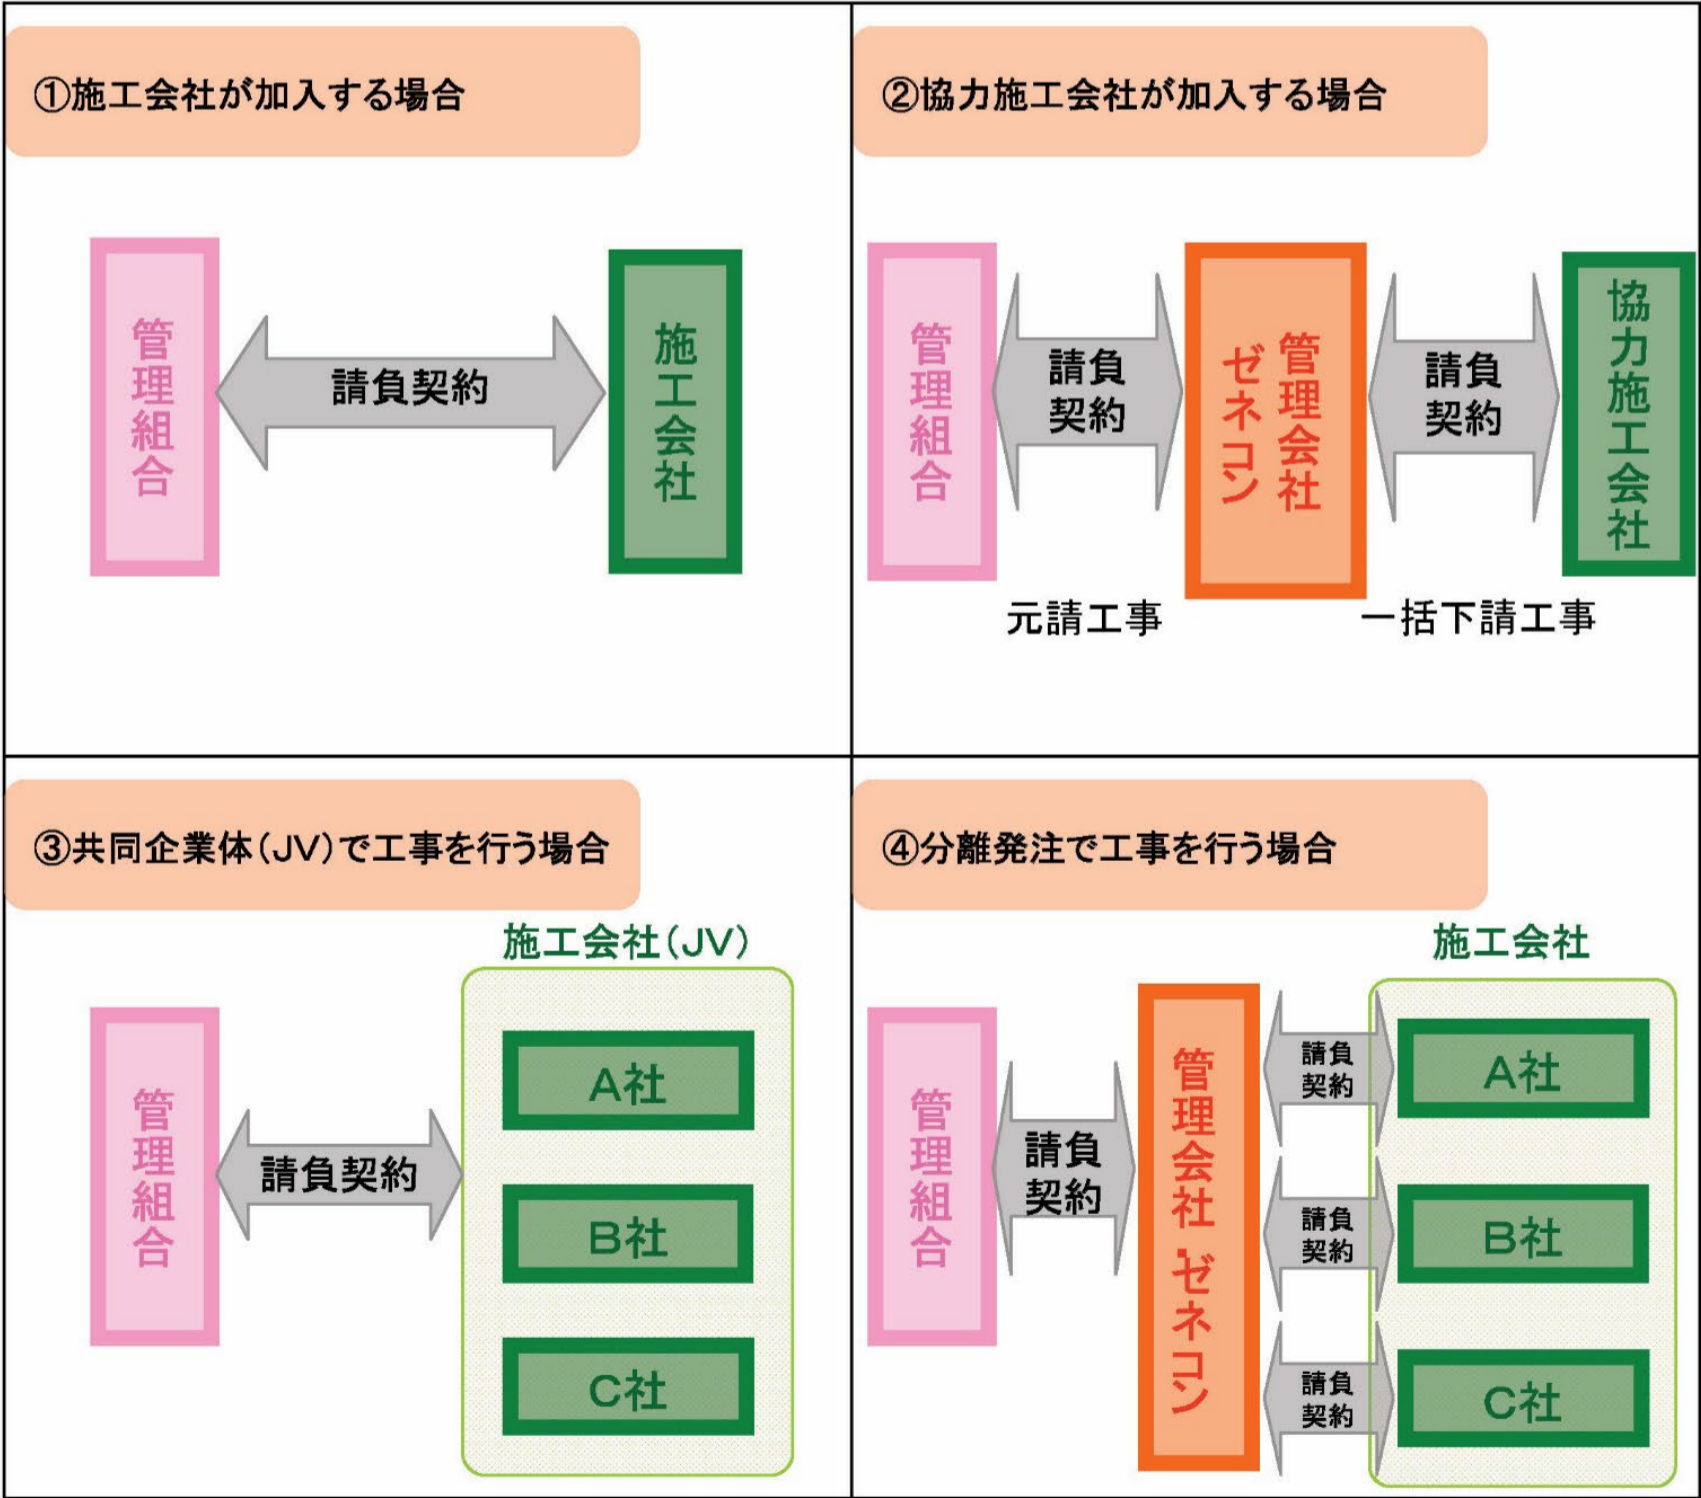 ①施工会社が加入する場合
管理組合
請負契約
施工会社
②協力施工会社が加入する場合
管理組合
請負
契約
管理会社
ゼネコン
請負
契約
協力施工会社
元請工事
一括下請工事
③共同企業体(JV)で工事を行う場合
施工会社(JV)
管理組合
請負契約
A社
B社
C社
④分離発注で工事を行う場合
施工会社
管理組合
請負
契約
管理会社・ゼネコン
請負
契約
A社
請負
契約
B社
請負
契約
C社